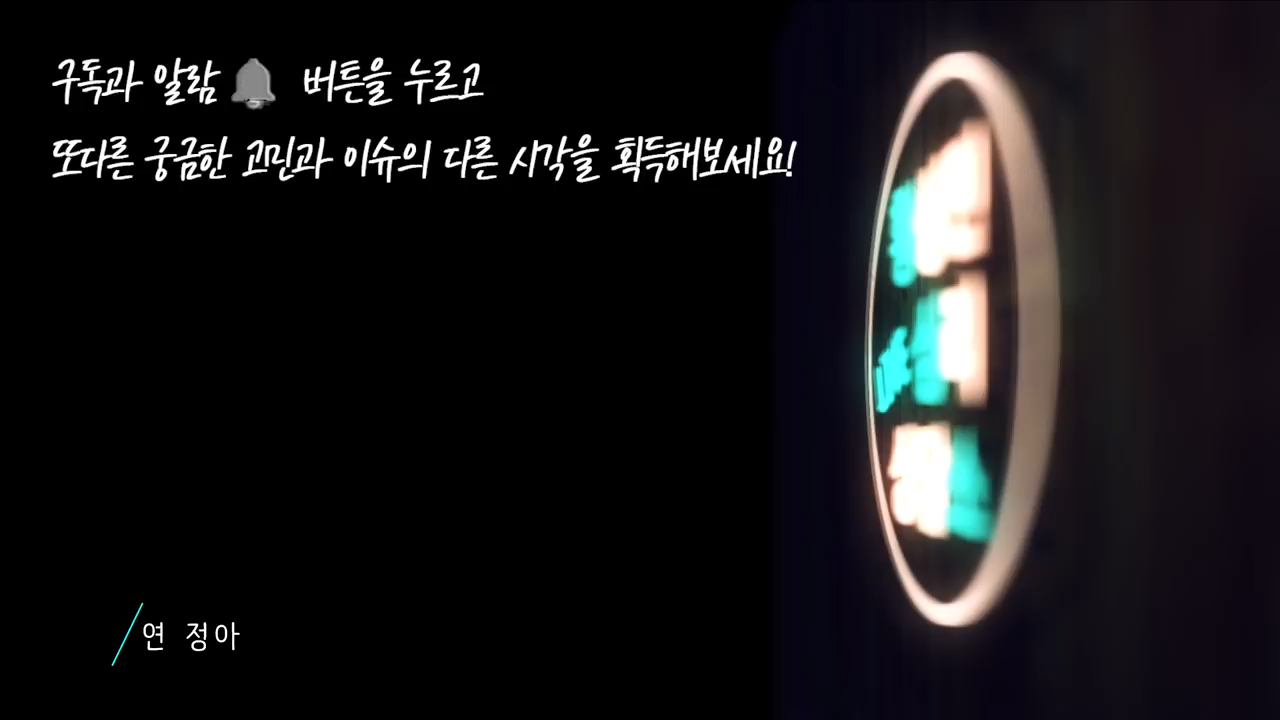 구독과 알람 🔔 버튼을 누르고
또다른 궁금한 고민과 이슈의 다른 시각을 획득해보세요!
연 정아